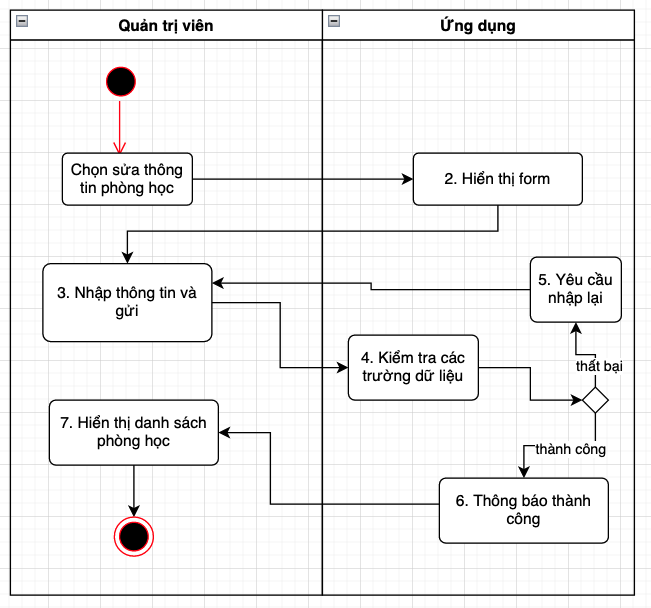 Quản trị viên
Ứng dụng
Chọn sửa thông
tin phòng học
2. Hiển thị form
3. Nhập thông tin và
gửi
5. Yêu cầu
nhập lại
4. Kiểm tra các
trường dữ liệu
thất bại
7. Hiển thị danh sách
phòng học
thành công
6. Thông báo thành
công